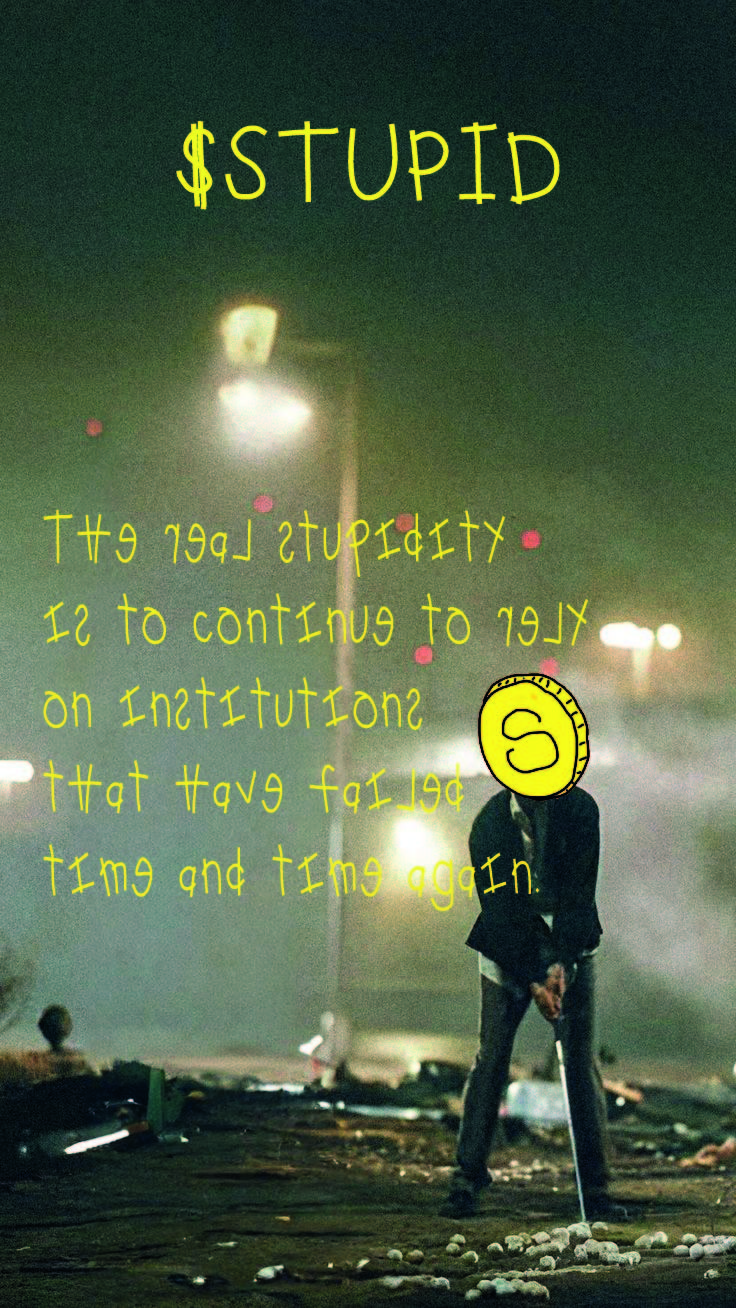 $STUPID
The real stupidity
is to continue to rely
on institutions
that have failed
S
time and time again.